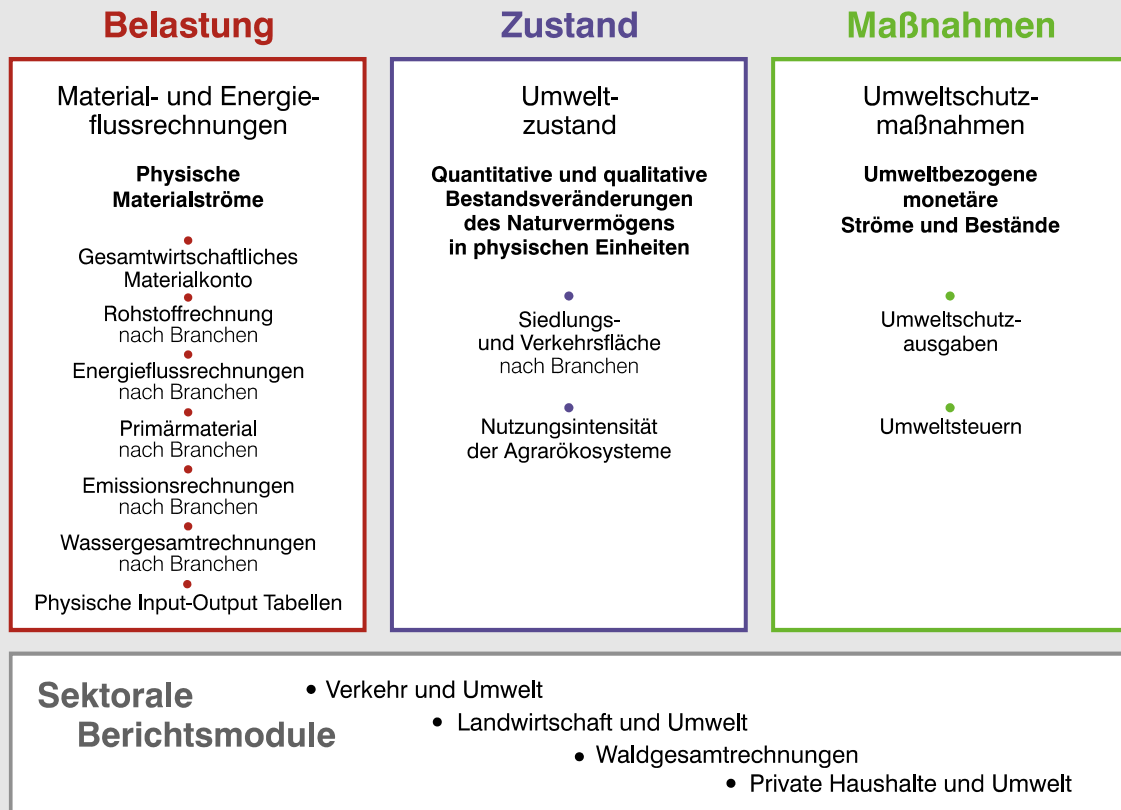 Belastung
Material- und Energie-
flussrechnungen
Physische
Materialströme
Gesamtwirtschaftliches
Materialkonto
Rohstoffrechnung
nach Branchen
Energieflussrechnungen
nach Branchen
Primärmaterial
nach Branchen
Emissionsrechnungen
nach Branchen
Wassergesamtrechnungen
nach Branchen
Physische Input-Output Tabellen
Zustand
Umwelt-
zustand
Quantitative und qualitative
Bestandsveränderungen
des Naturvermögens
in physischen Einheiten
Siedlungs-
und Verkehrsfläche
nach Branchen
Nutzungsintensität
der Agrarökosysteme
Maßnahmen
Umweltschutz-
maßnahmen
Umweltbezogene
monetäre
Ströme und Bestände
Umweltschutz-
ausgaben
Umweltsteuern
Sektorale
Berichtsmodule
• Verkehr und Umwelt
• Landwirtschaft und Umwelt
• Waldgesamtrechnungen
• Private Haushalte und Umwelt